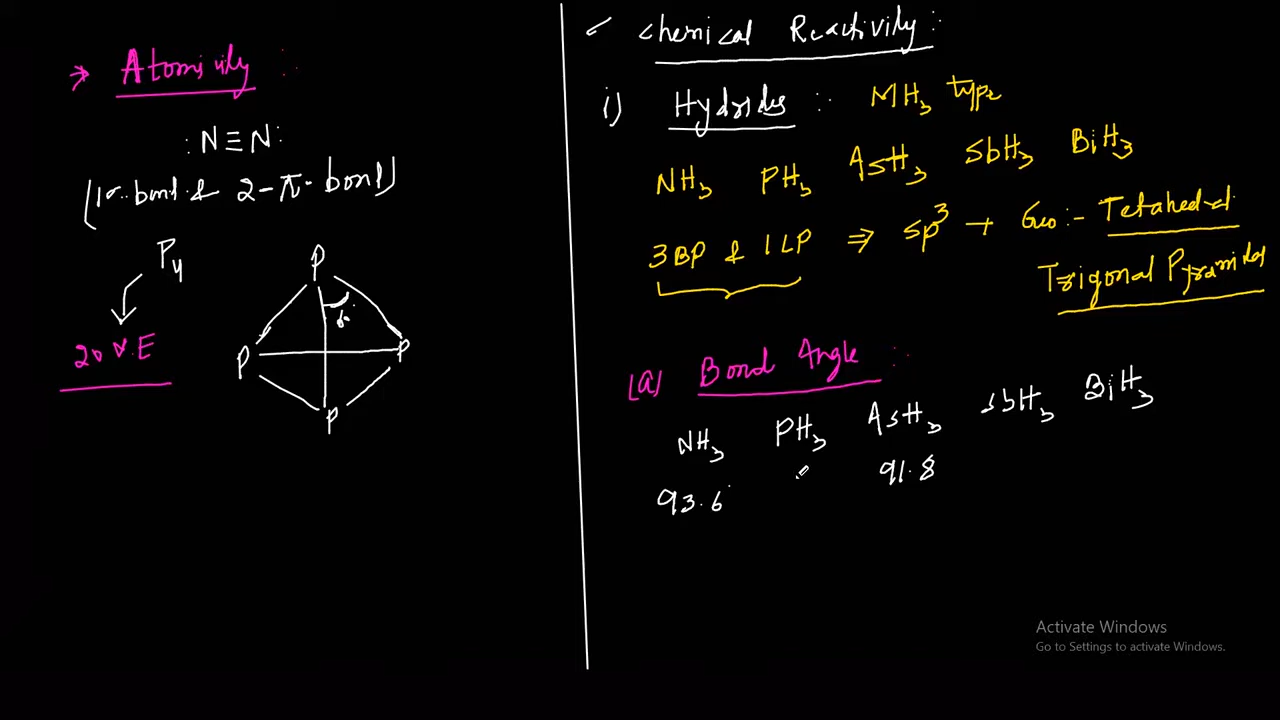 → Atomicity :-
:N≡N:
(1σ-bond & 2-π-bond)
P₄
20 V.E
P
60
P
P
P
Chemical Reactivity :-
i) Hydrides :- MH₃ type
NH₃ PH₃ AsH₃ SbH₃ BiH₃
3BP & 1LP ⇒ sp³ → Geo :- Tetahedral
Trigonal Pyramidal
(a) Bond Angle :-
NH₃ PH₃ AsH₃ SbH₃ BiH₃
93.6 91.8
Activate Windows
Go to Settings to activate Windows.